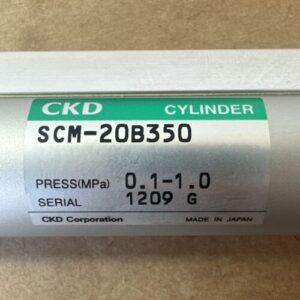 CKD CYLINDER
SCM-20B350
PRESS(MPa) 0.1-1.0
SERIAL 1209 G
CKD Corporation MADE IN JAPAN